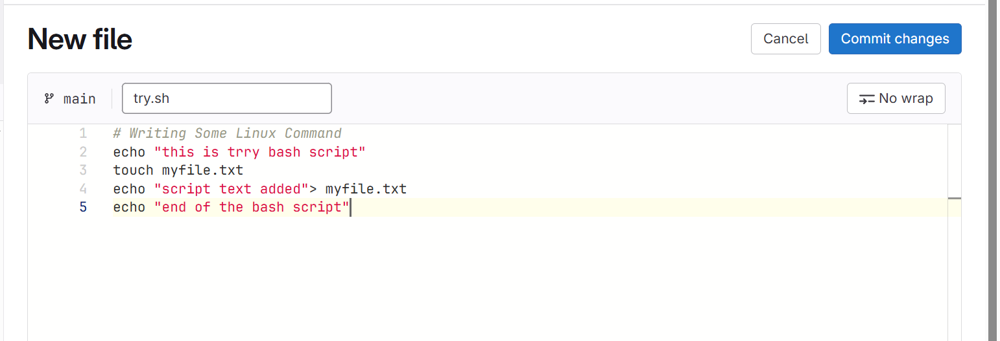 New file
Cancel
Commit changes
main
try.sh
No wrap
1 # Writing Some Linux Command
2 echo "this is trry bash script"
3 touch myfile.txt
4 echo "script text added"> myfile.txt
5 echo "end of the bash script"